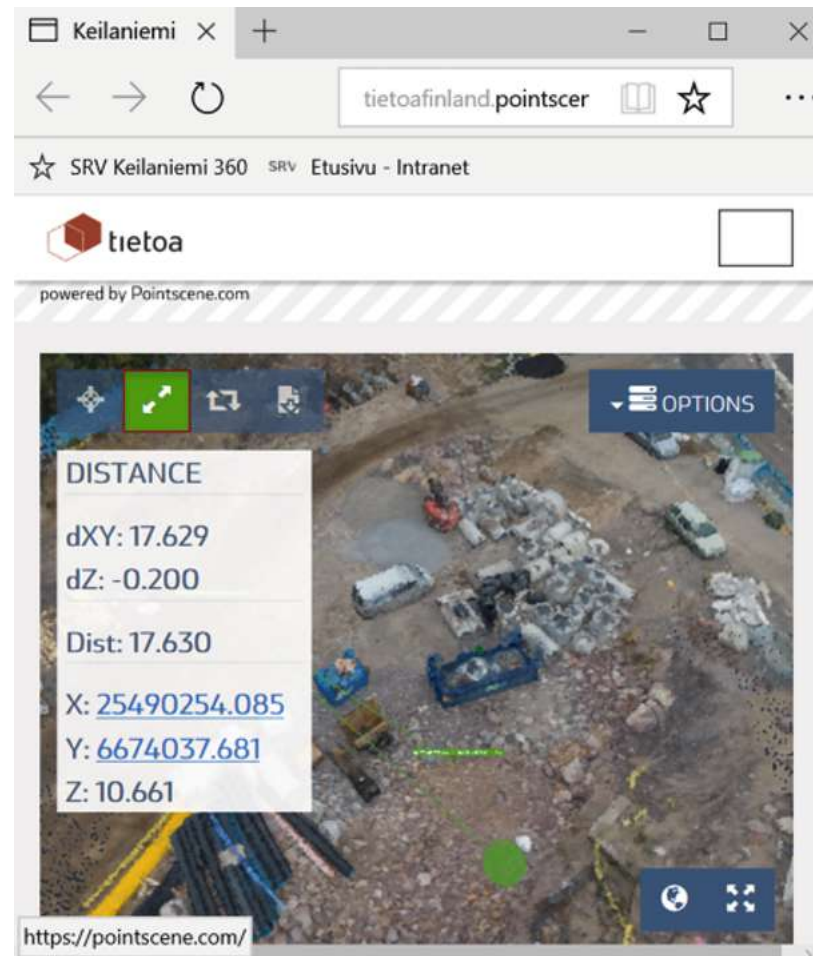 Keilaniemi
tietoafinland.pointscer
SRV Keilaniemi 360 SRV Etusivu - Intranet
tietoa
powered by Pointscene.com
OPTIONS
DISTANCE
dXY: 17.629
dZ: -0.200
Dist: 17.630
X: 25490254.085
Y: 6674037.681
Z: 10.661
https://pointscene.com/